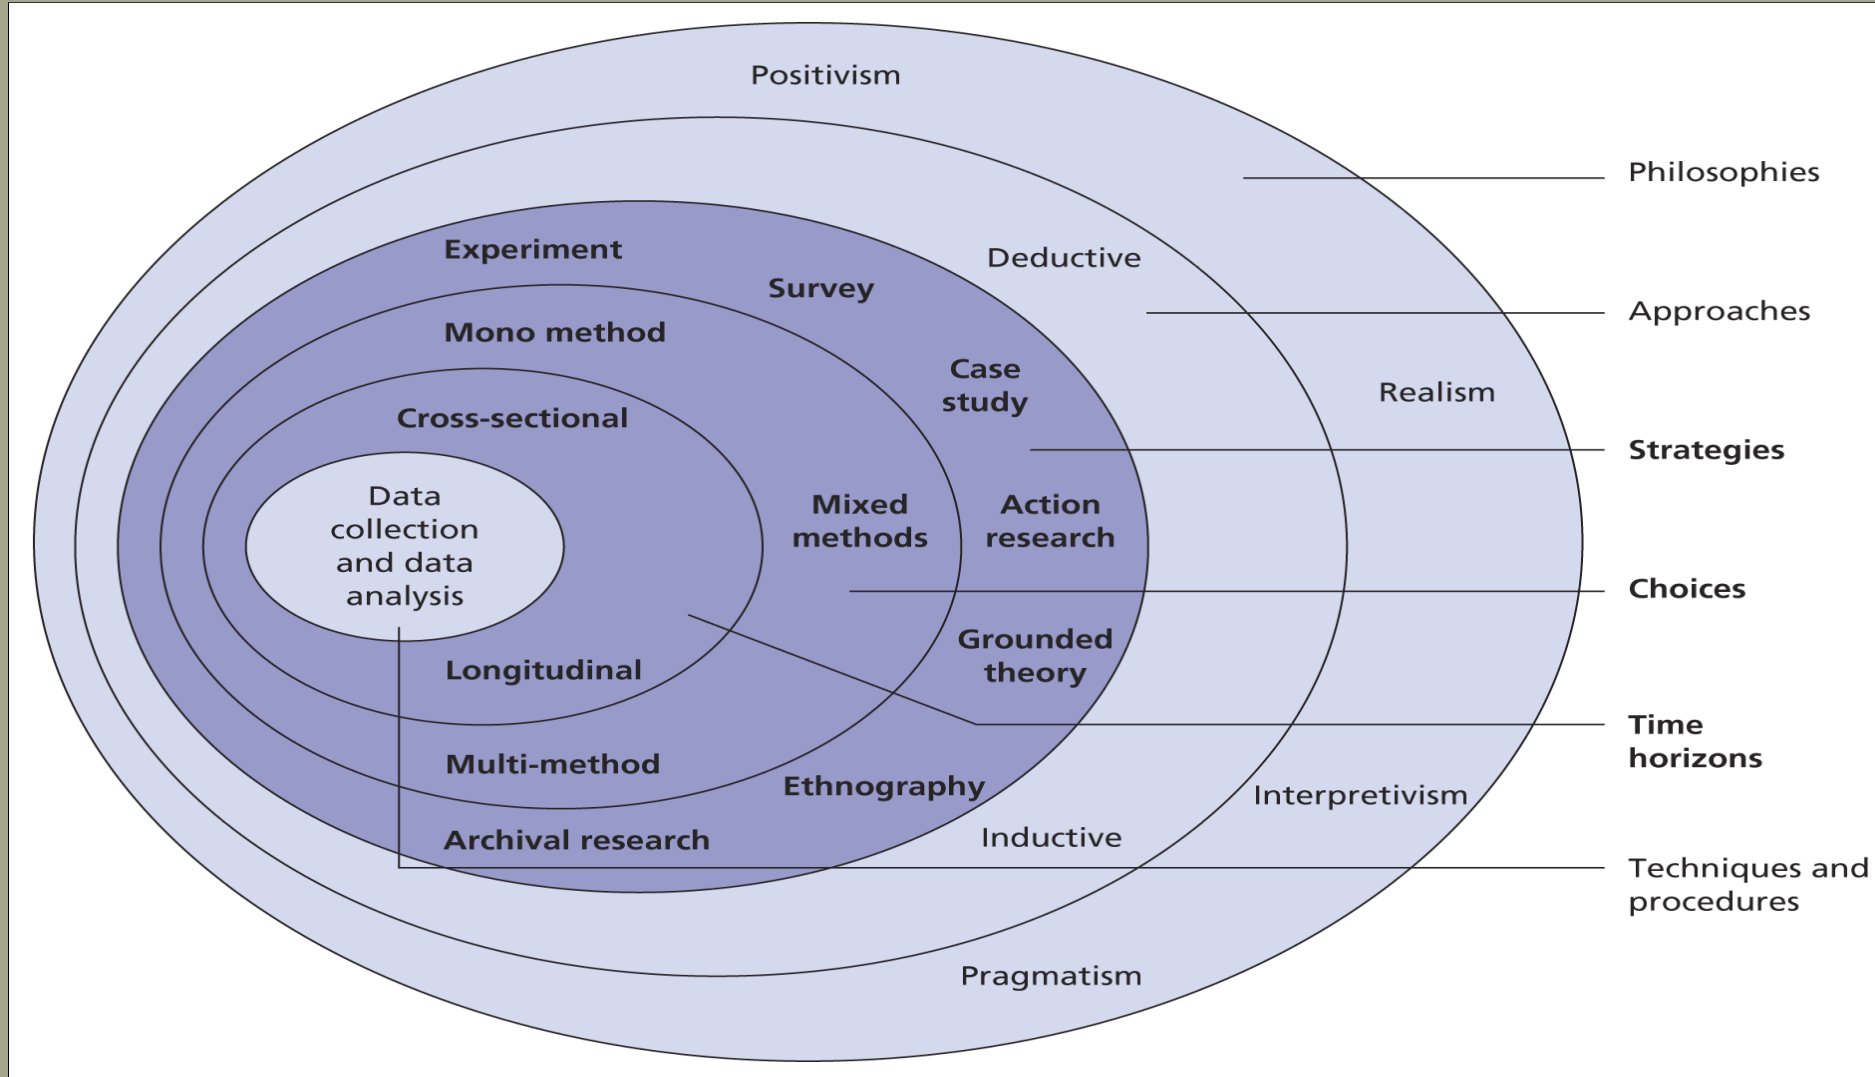 Positivism
Philosophies
Experiment
Deductive
Survey
Approaches
Mono method
Case
study
Realism
Cross-sectional
Strategies
Data
collection
and data
analysis
Mixed
methods
Action
research
Choices
Grounded
theory
Longitudinal
Time
horizons
Multi-method
Ethnography
Interpretivism
Archival research
Inductive
Techniques and
procedures
Pragmatism